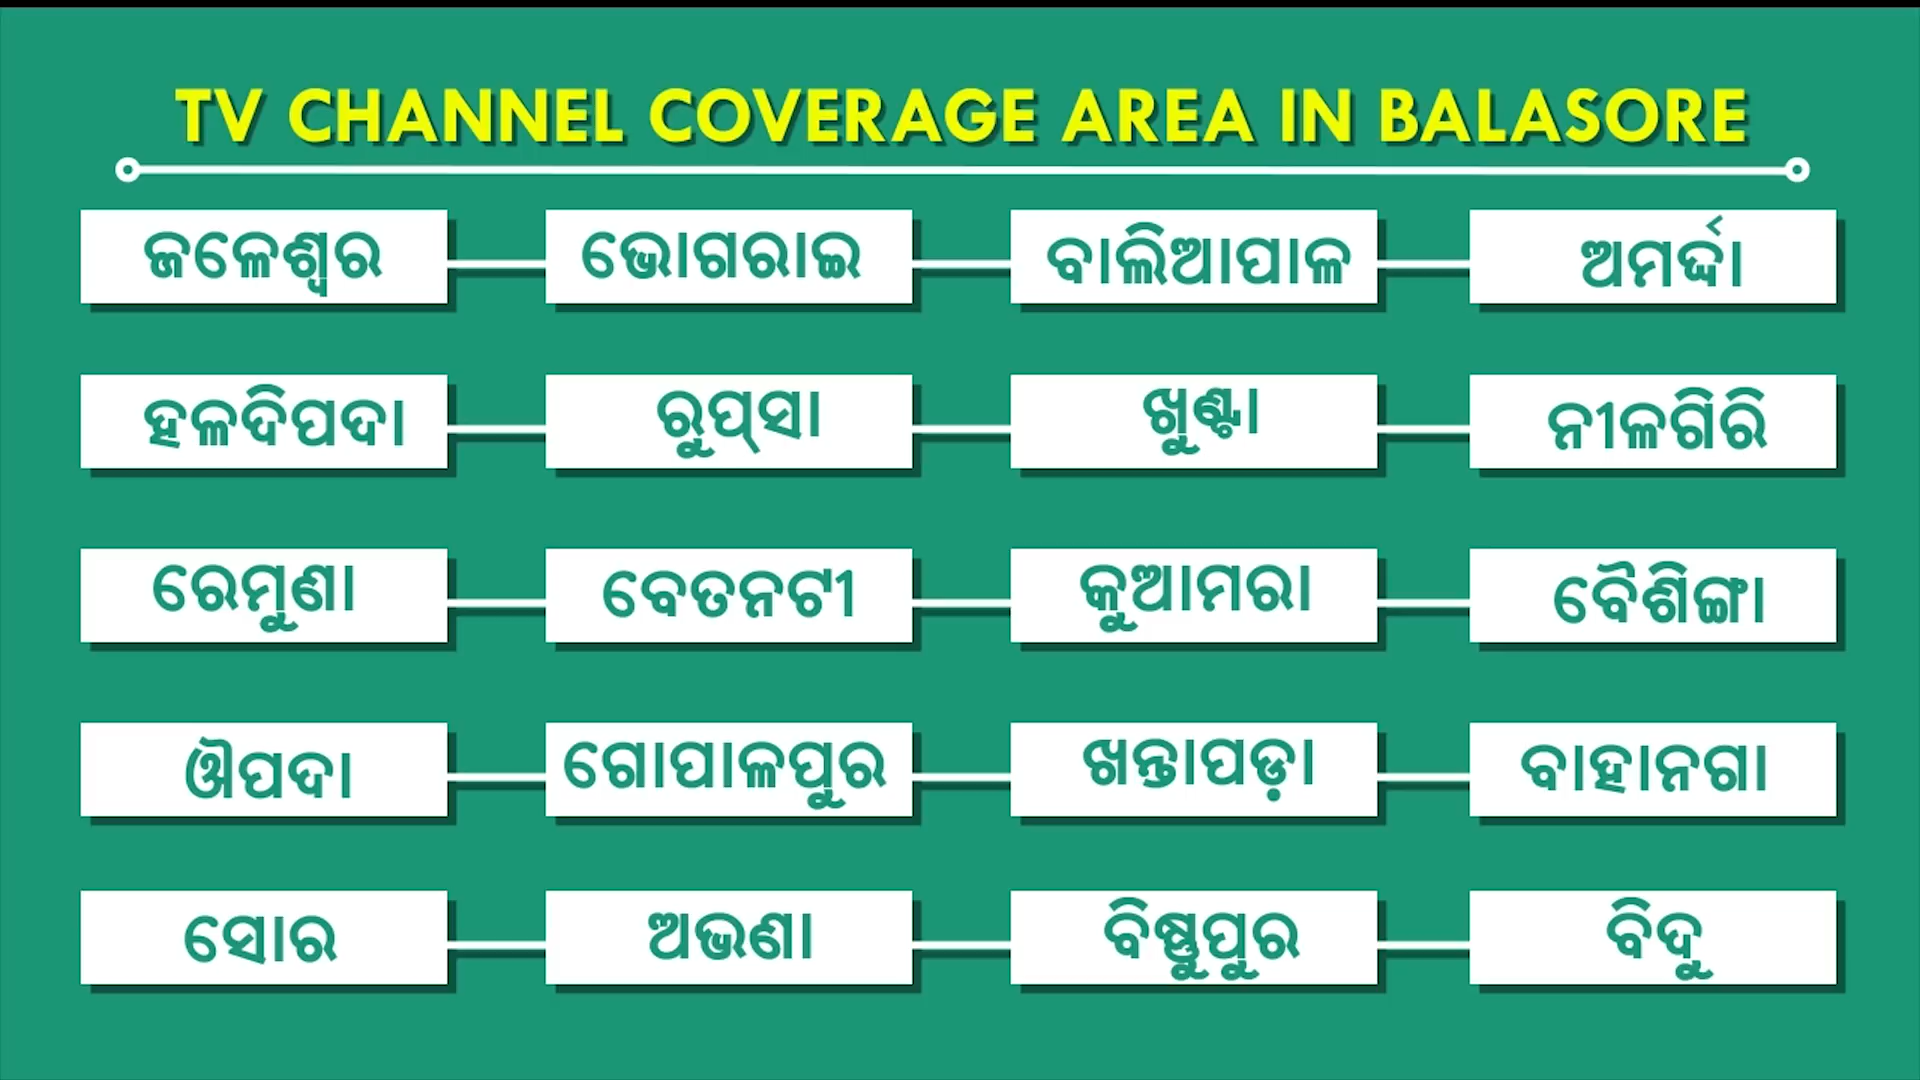 TV CHANNEL COVERAGE AREA IN BALASORE
ଜଳେଶ୍ୱର ଭୋଗରାଇ ବାଲିଆପାଳ ଅମର୍ଦ୍ଦା
ହଳଦିପଦା ରୁପ୍‌ସା ଖୁଣ୍ଟା ନୀଳଗିରି
ରେମୁଣା ବେତନଟୀ କୁଆମରା ବୈଶିଙ୍ଗା
ଔପଦା ଗୋପାଳପୁର ଖନ୍ତାପଡ଼ା ବାହାନଗା
ସୋର ଅଭଣା ବିଷ୍ଣୁପୁର ବିଦୁ